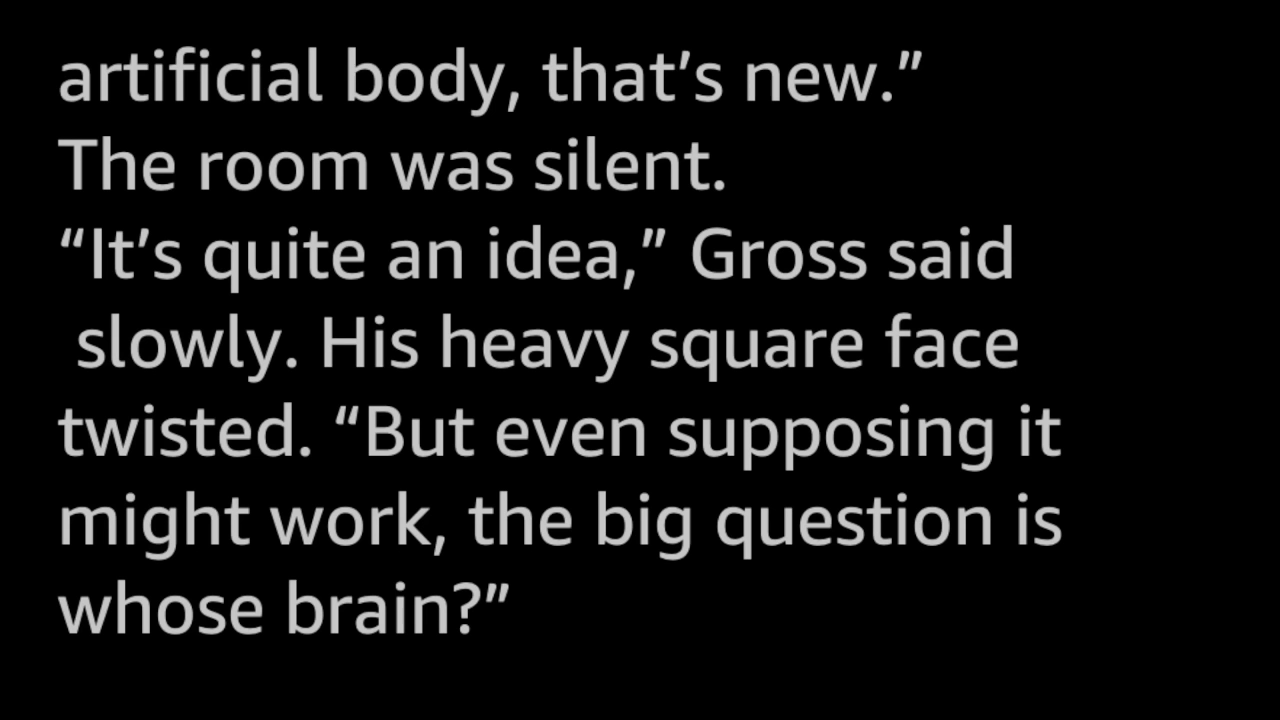 artificial body, that’s new.”
The room was silent.
“It’s quite an idea,” Gross said
slowly. His heavy square face
twisted. “But even supposing it
might work, the big question is
whose brain?”